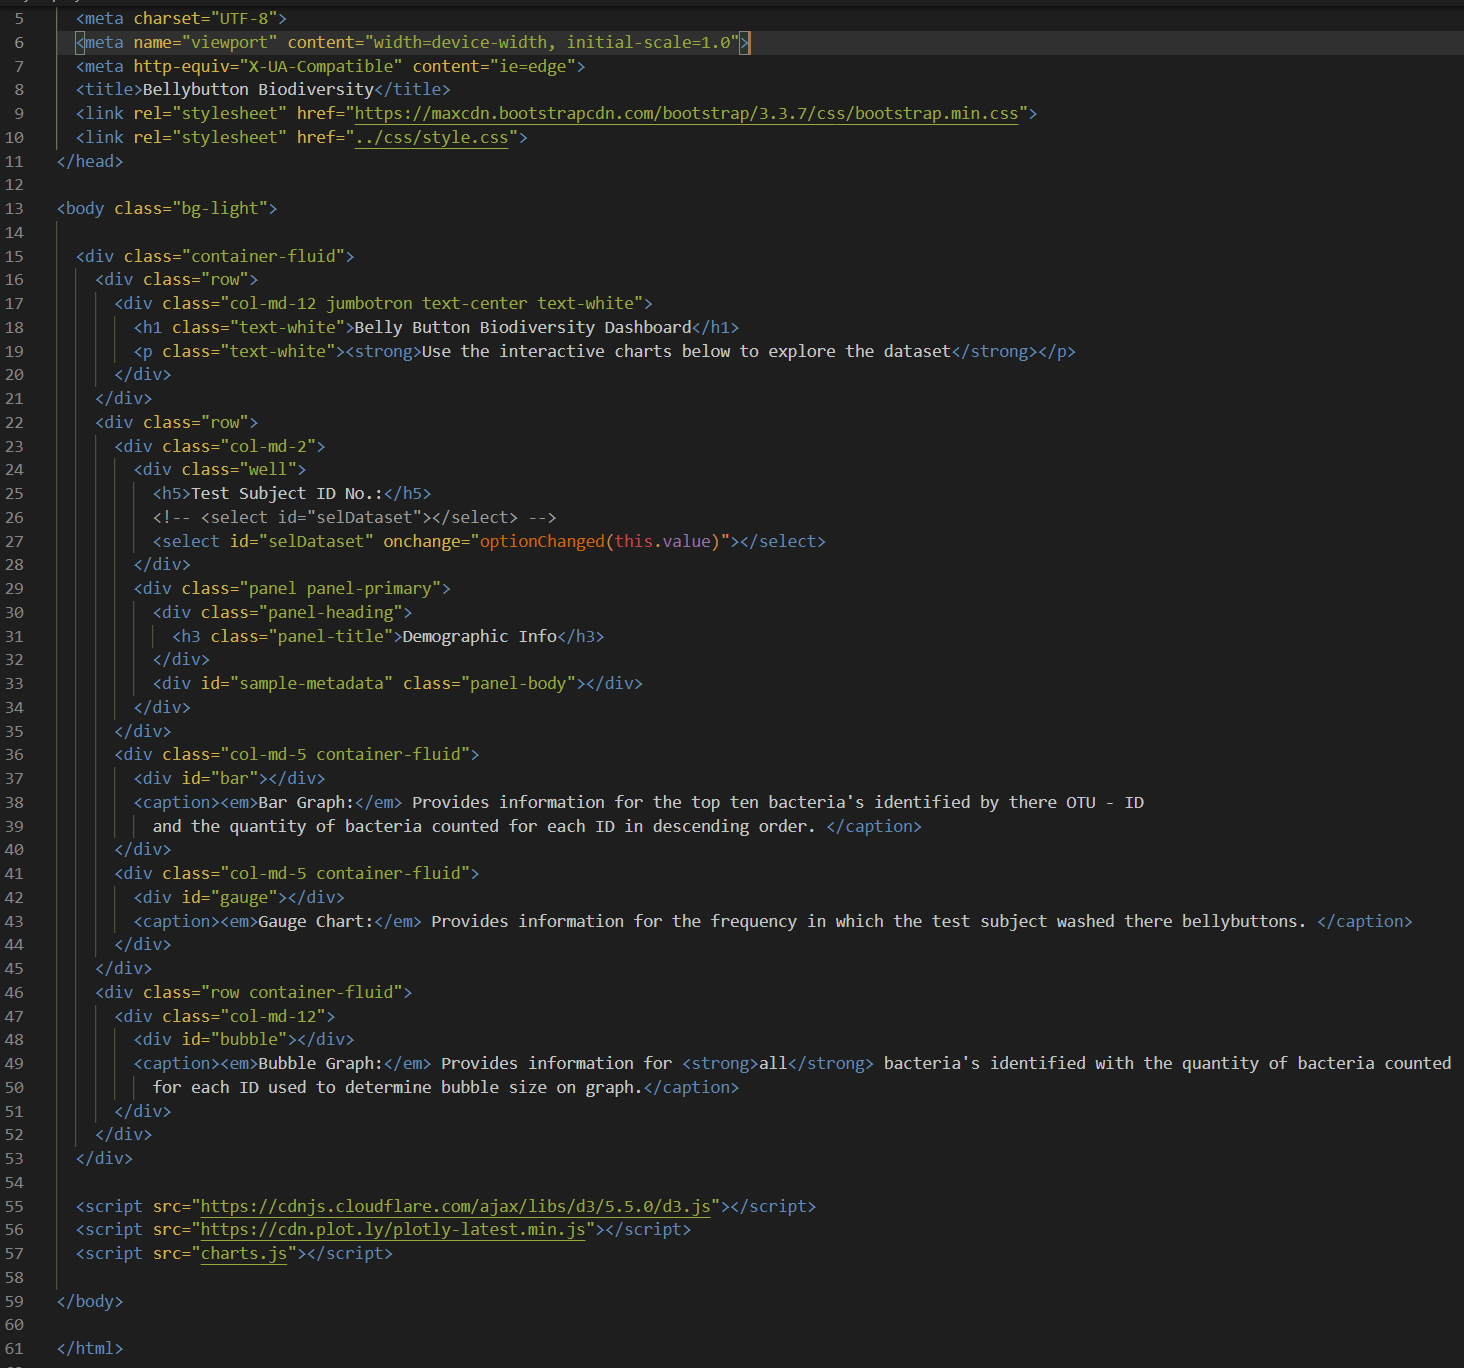 5 <meta charset="UTF-8">
6 <meta name="viewport" content="width=device-width, initial-scale=1.0">
7 <meta http-equiv="X-UA-Compatible" content="ie=edge">
8 <title>Bellybutton Biodiversity</title>
9 <link rel="stylesheet" href="https://maxcdn.bootstrapcdn.com/bootstrap/3.3.7/css/bootstrap.min.css">
10 <link rel="stylesheet" href="../css/style.css">
11 </head>
12
13 <body class="bg-light">
14
15 <div class="container-fluid">
16 <div class="row">
17 <div class="col-md-12 jumbotron text-center text-white">
18 <h1 class="text-white">Belly Button Biodiversity Dashboard</h1>
19 <p class="text-white"><strong>Use the interactive charts below to explore the dataset</strong></p>
20 </div>
21 </div>
22 <div class="row">
23 <div class="col-md-2">
24 <div class="well">
25 <h5>Test Subject ID No.:</h5>
26 <!-- <select id="selDataset"></select> -->
27 <select id="selDataset" onchange="optionChanged(this.value)"></select>
28 </div>
29 <div class="panel panel-primary">
30 <div class="panel-heading">
31 <h3 class="panel-title">Demographic Info</h3>
32 </div>
33 <div id="sample-metadata" class="panel-body"></div>
34 </div>
35 </div>
36 <div class="col-md-5 container-fluid">
37 <div id="bar"></div>
38 <caption><em>Bar Graph:</em> Provides information for the top ten bacteria's identified by there OTU - ID
39 and the quantity of bacteria counted for each ID in descending order. </caption>
40 </div>
41 <div class="col-md-5 container-fluid">
42 <div id="gauge"></div>
43 <caption><em>Gauge Chart:</em> Provides information for the frequency in which the test subject washed there bellybuttons. </caption>
44 </div>
45 </div>
46 <div class="row container-fluid">
47 <div class="col-md-12">
48 <div id="bubble"></div>
49 <caption><em>Bubble Graph:</em> Provides information for <strong>all</strong> bacteria's identified with the quantity of bacteria counted
50 for each ID used to determine bubble size on graph.</caption>
51 </div>
52 </div>
53 </div>
54
55 <script src="https://cdnjs.cloudflare.com/ajax/libs/d3/5.5.0/d3.js"></script>
56 <script src="https://cdn.plot.ly/plotly-latest.min.js"></script>
57 <script src="charts.js"></script>
58
59 </body>
60
61 </html>